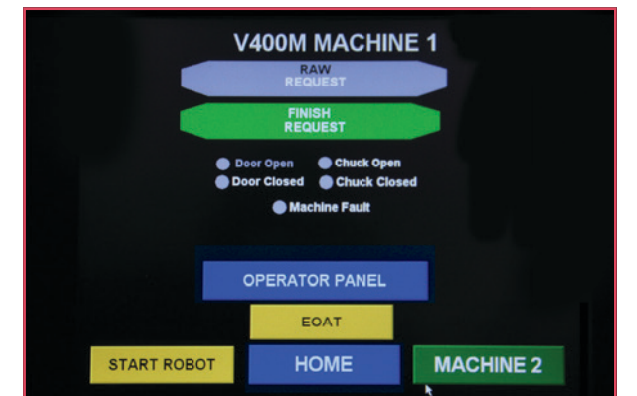 V400M MACHINE 1
RAW
REQUEST
FINISH
REQUEST
Door Open Chuck Open
Door Closed Chuck Closed
Machine Fault
OPERATOR PANEL
EOAT
START ROBOT HOME MACHINE 2